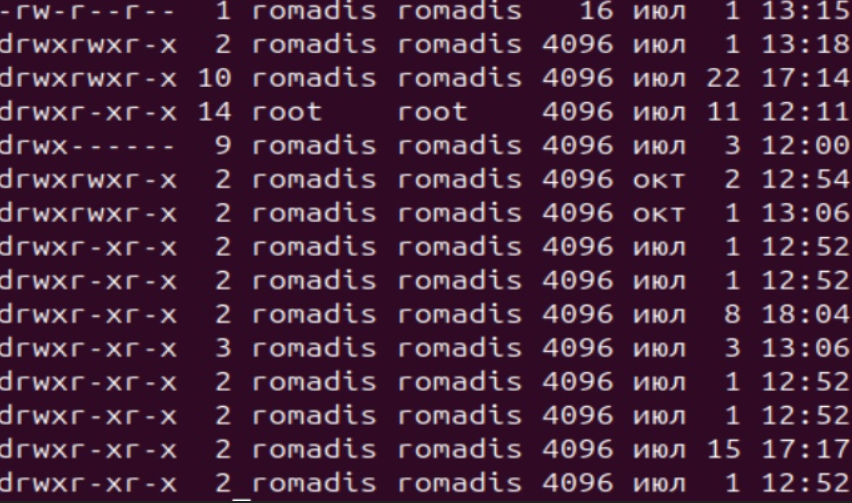 -rw-r--r-- 1 romadis romadis 16 июл 1 13:15
drwxrwxr-x 2 romadis romadis 4096 июл 1 13:18
drwxrwxr-x 10 romadis romadis 4096 июл 22 17:14
drwxr-xr-x 14 root root 4096 июл 11 12:11
drwx------ 9 romadis romadis 4096 июл 3 12:00
drwxrwxr-x 2 romadis romadis 4096 окт 2 12:54
drwxrwxr-x 2 romadis romadis 4096 окт 1 13:06
drwxr-xr-x 2 romadis romadis 4096 июл 1 12:52
drwxr-xr-x 2 romadis romadis 4096 июл 1 12:52
drwxr-xr-x 2 romadis romadis 4096 июл 8 18:04
drwxr-xr-x 3 romadis romadis 4096 июл 3 13:06
drwxr-xr-x 2 romadis romadis 4096 июл 1 12:52
drwxr-xr-x 2 romadis romadis 4096 июл 1 12:52
drwxr-xr-x 2 romadis romadis 4096 июл 15 17:17
drwxr-xr-x 2 romadis romadis 4096 июл 1 12:52